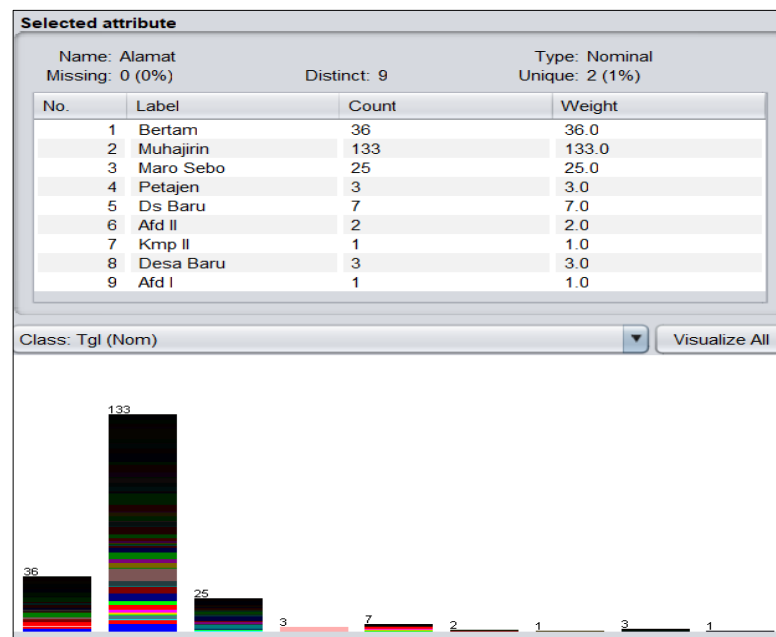 Selected attribute
Name: Alamat Type: Nominal
Missing: 0 (0%) Distinct: 9 Unique: 2 (1%)
No. Label Count Weight
1 Bertam 36 36.0
2 Muhajirin 133 133.0
3 Maro Sebo 25 25.0
4 Petajen 3 3.0
5 Ds Baru 7 7.0
6 Afd II 2 2.0
7 Kmp II 1 1.0
8 Desa Baru 3 3.0
9 Afd I 1 1.0
Class: Tgl (Nom) Visualize All
133
36
25
3 7 2 1 3 1